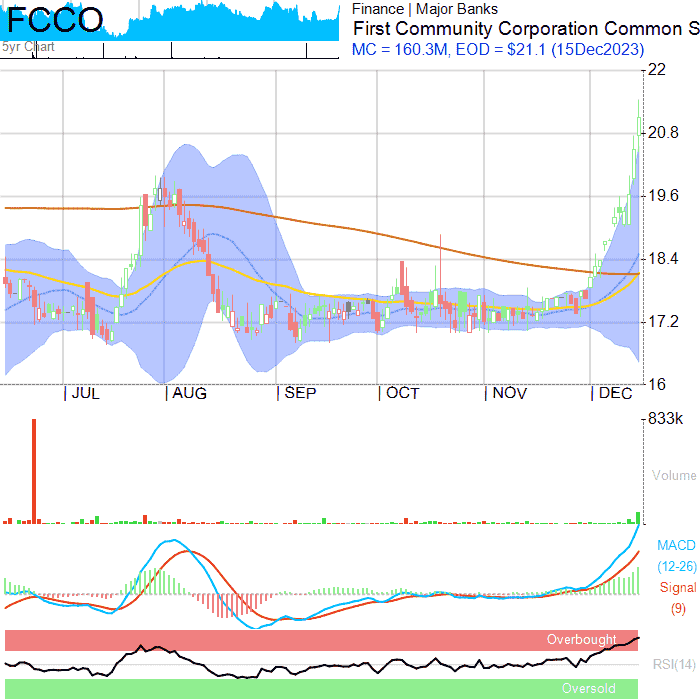 FCCO
5yr Chart
Finance | Major Banks
First Community Corporation Common S
MC = 160.3M, EOD = $21.1 (15Dec2023)
22
20.8
19.6
18.4
17.2
16
JUL
AUG
SEP
OCT
NOV
DEC
833k
Volume
MACD
(12-26)
Signal
(9)
Overbought
RSI(14)
Oversold